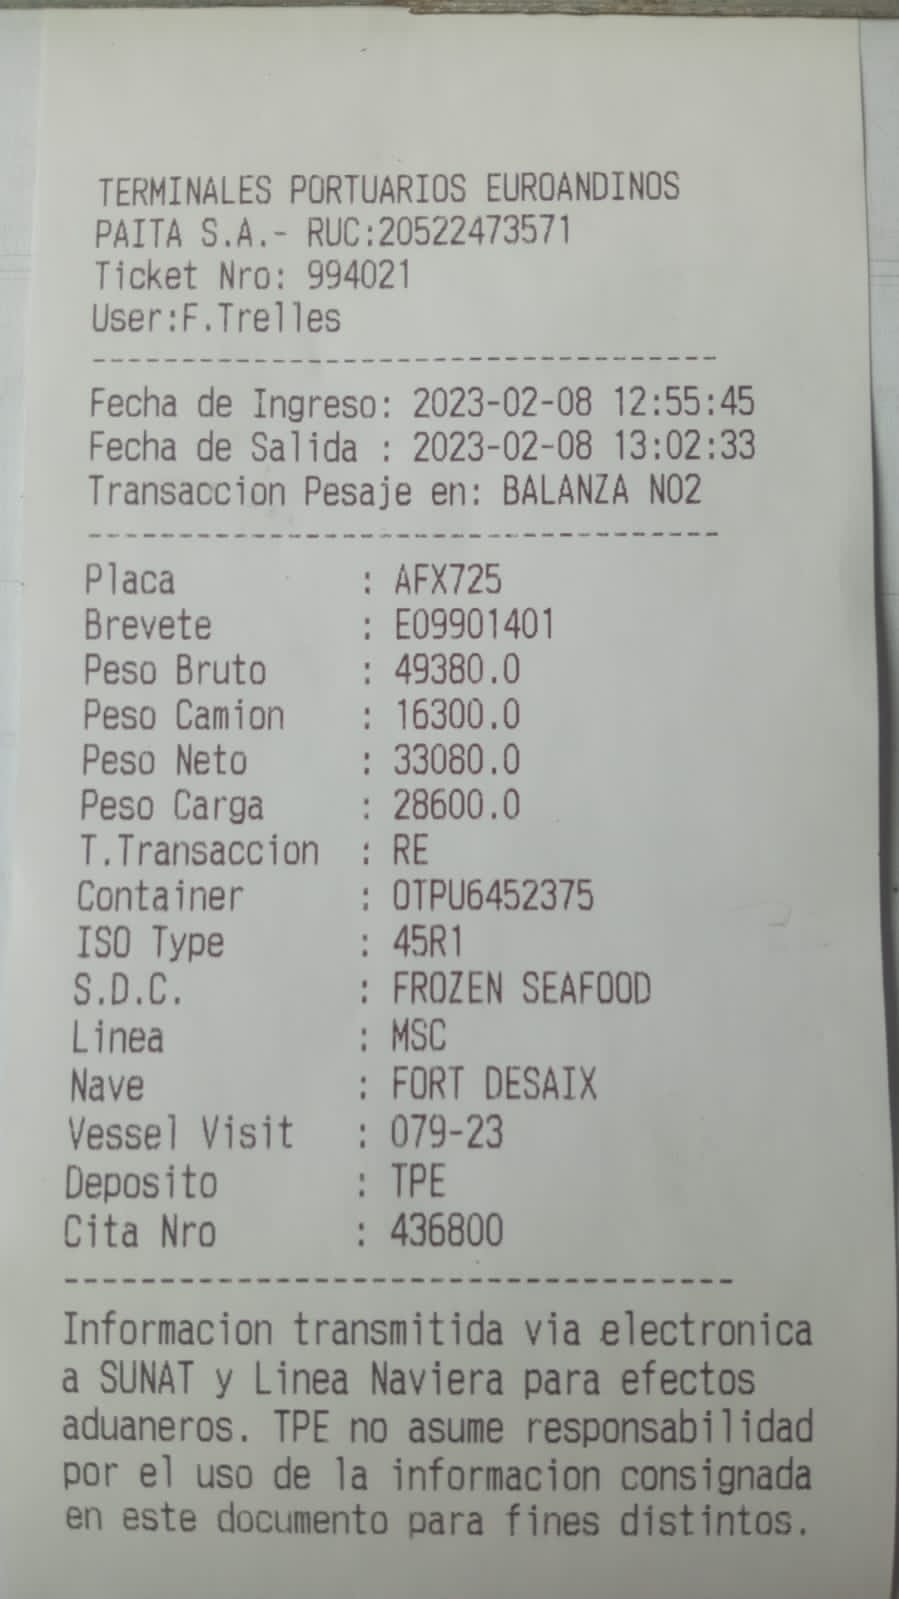 TERMINALES PORTUARIOS EUROANDINOS
PAITA S.A.- RUC:20522473571
Ticket Nro: 994021
User:F.Trelles
-----------------------------------
Fecha de Ingreso: 2023-02-08 12:55:45
Fecha de Salida : 2023-02-08 13:02:33
Transaccion Pesaje en: BALANZA NO2
-----------------------------------
Placa : AFX725
Brevete : E09901401
Peso Bruto : 49380.0
Peso Camion : 16300.0
Peso Neto : 33080.0
Peso Carga : 28600.0
T.Transaccion : RE
Container : OTPU6452375
ISO Type : 45R1
S.D.C. : FROZEN SEAFOOD
Linea : MSC
Nave : FORT DESAIX
Vessel Visit : 079-23
Deposito : TPE
Cita Nro : 436800
-----------------------------------
Informacion transmitida via electronica
a SUNAT y Linea Naviera para efectos
aduaneros. TPE no asume responsabilidad
por el uso de la informacion consignada
en este documento para fines distintos.